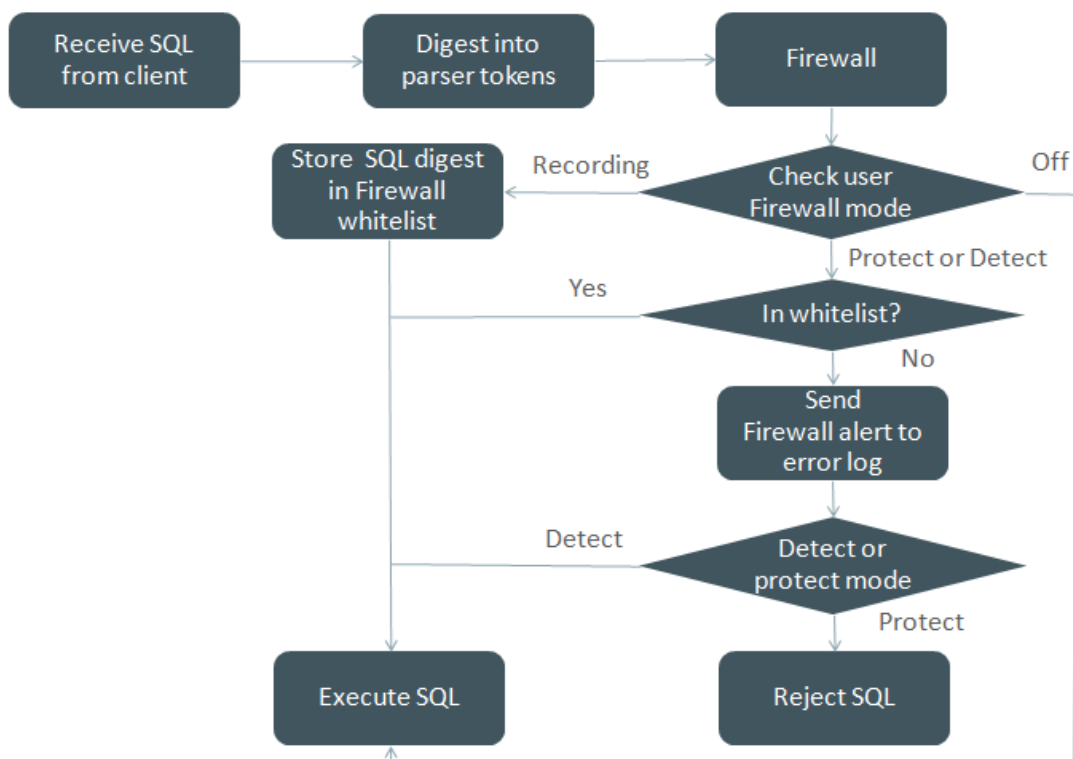 Receive SQL
from client
Digest into
parser tokens
Firewall
Store SQL digest
in Firewall
whitelist
Recording
Check user
Firewall mode
Off
Protect or Detect
Yes
In whitelist?
No
Send
Firewall alert to
error log
Detect
Detect or
protect mode
Protect
Execute SQL
Reject SQL